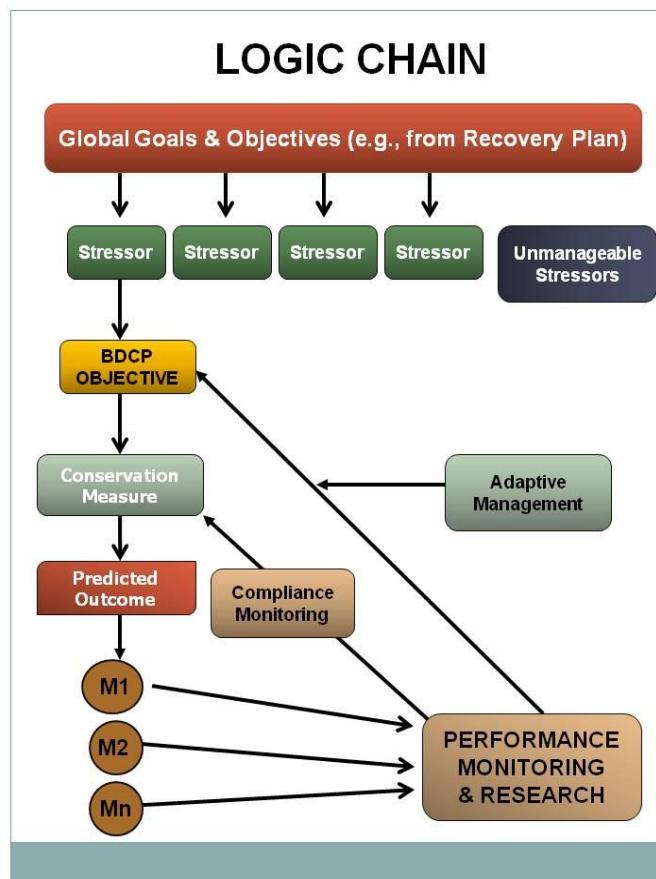 LOGIC CHAIN
Global Goals & Objectives (e.g., from Recovery Plan)
Stressor
Stressor
Stressor
Stressor
Unmanageable
Stressors
BDCP
OBJECTIVE
Conservation
Measure
Adaptive
Management
Predicted
Outcome
Compliance
Monitoring
M1
M2
Mn
PERFORMANCE
MONITORING
& RESEARCH